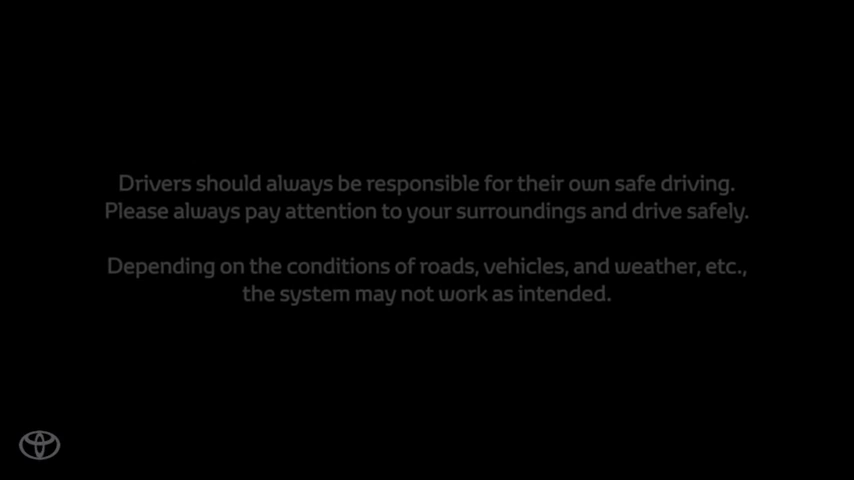 Drivers should always be responsible for their own safe driving.
Please always pay attention to your surroundings and drive safely.
Depending on the conditions of roads, vehicles, and weather, etc.,
the system may not work as intended.